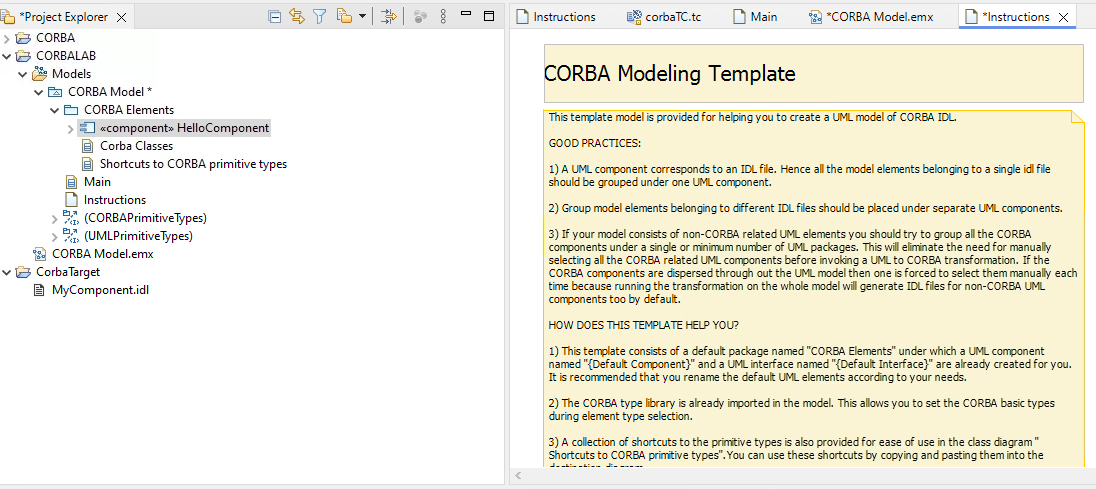 *Project Explorer
CORBA
CORBALAB
Models
CORBA Model *
CORBA Elements
«component» HelloComponent
Corba Classes
Shortcuts to CORBA primitive types
Main
Instructions
(CORBAPrimitiveTypes)
(UMLPrimitiveTypes)
CORBA Model.emx
CorbaTarget
MyComponent.idl
Instructions
corbaTC.tc
Main
*CORBA Model.emx
*Instructions
CORBA Modeling Template
This template model is provided for helping you to create a UML model of CORBA IDL.
GOOD PRACTICES:
1) A UML component corresponds to an IDL file. Hence all the model elements belonging to a single idl file
should be grouped under one UML component.
2) Group model elements belonging to different IDL files should be placed under separate UML components.
3) If your model consists of non-CORBA related UML elements you should try to group all the CORBA
components under a single or minimum number of UML packages. This will eliminate the need for manually
selecting all the CORBA related UML components before invoking a UML to CORBA transformation. If the
CORBA components are dispersed through out the UML model then one is forced to select them manually each
time because running the transformation on the whole model will generate IDL files for non-CORBA UML
components too by default.
HOW DOES THIS TEMPLATE HELP YOU?
1) This template consists of a default package named "CORBA Elements" under which a UML component
named "{Default Component}" and a UML interface named "{Default Interface}" are already created for you.
It is recommended that you rename the default UML elements according to your needs.
2) The CORBA type library is already imported in the model. This allows you to set the CORBA basic types
during element type selection.
3) A collection of shortcuts to the primitive types is also provided for ease of use in the class diagram "
Shortcuts to CORBA primitive types".You can use these shortcuts by copying and pasting them into the
destination diagram